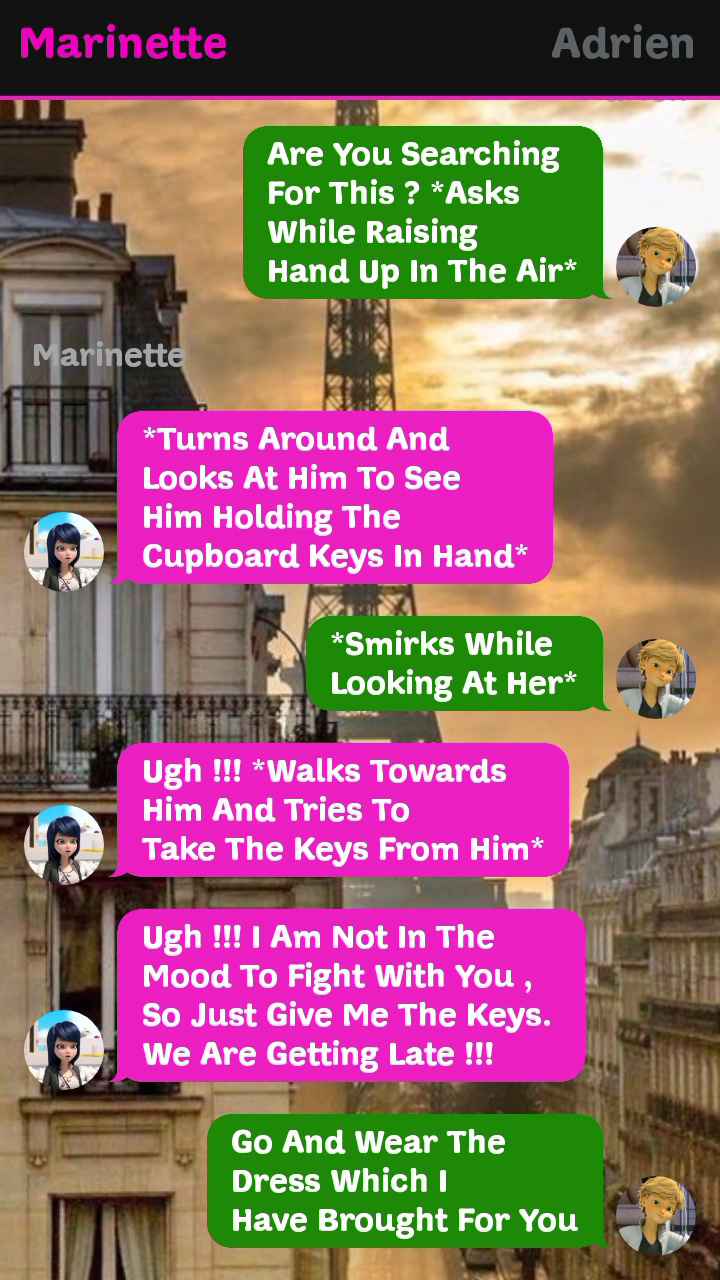 Marinette Adrien
Are You Searching
For This ? *Asks
While Raising
Hand Up In The Air*
Marinette
*Turns Around And
Looks At Him To See
Him Holding The
Cupboard Keys In Hand*
*Smirks While
Looking At Her*
Ugh !!! *Walks Towards
Him And Tries To
Take The Keys From Him*
Ugh !!! I Am Not In The
Mood To Fight With You ,
So Just Give Me The Keys.
We Are Getting Late !!!
Go And Wear The
Dress Which I
Have Brought For You